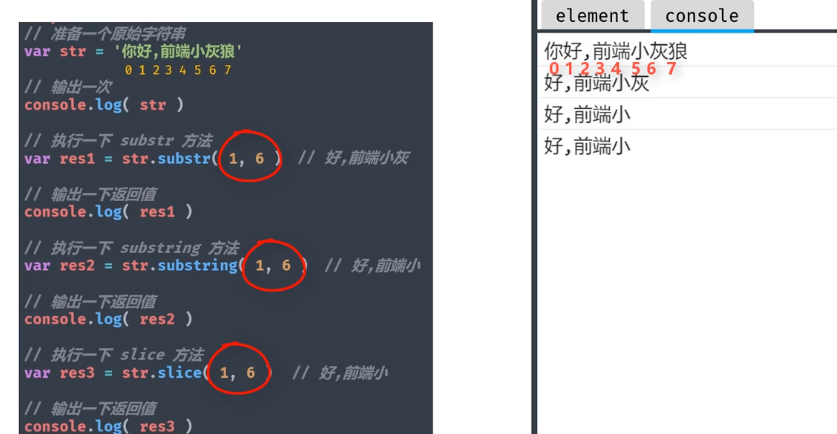 // 准备一个原始字符串
var str = '你好,前端小灰狼'
0 1 2 3 4 5 6 7
// 输出一次
console.log( str )
// 执行一下 substr 方法
var res1 = str.substr( 1, 6 ) // 好,前端小灰
// 输出一下返回值
console.log( res1 )
// 执行一下 substring 方法
var res2 = str.substring( 1, 6 ) // 好,前端小
// 输出一下返回值
console.log( res2 )
// 执行一下 slice 方法
var res3 = str.slice( 1, 6 ) // 好,前端小
// 输出一下返回值
console.log( res3 )
element console
你好,前端小灰狼
0 1 2 3 4 5 6 7
好,前端小灰
好,前端小
好,前端小